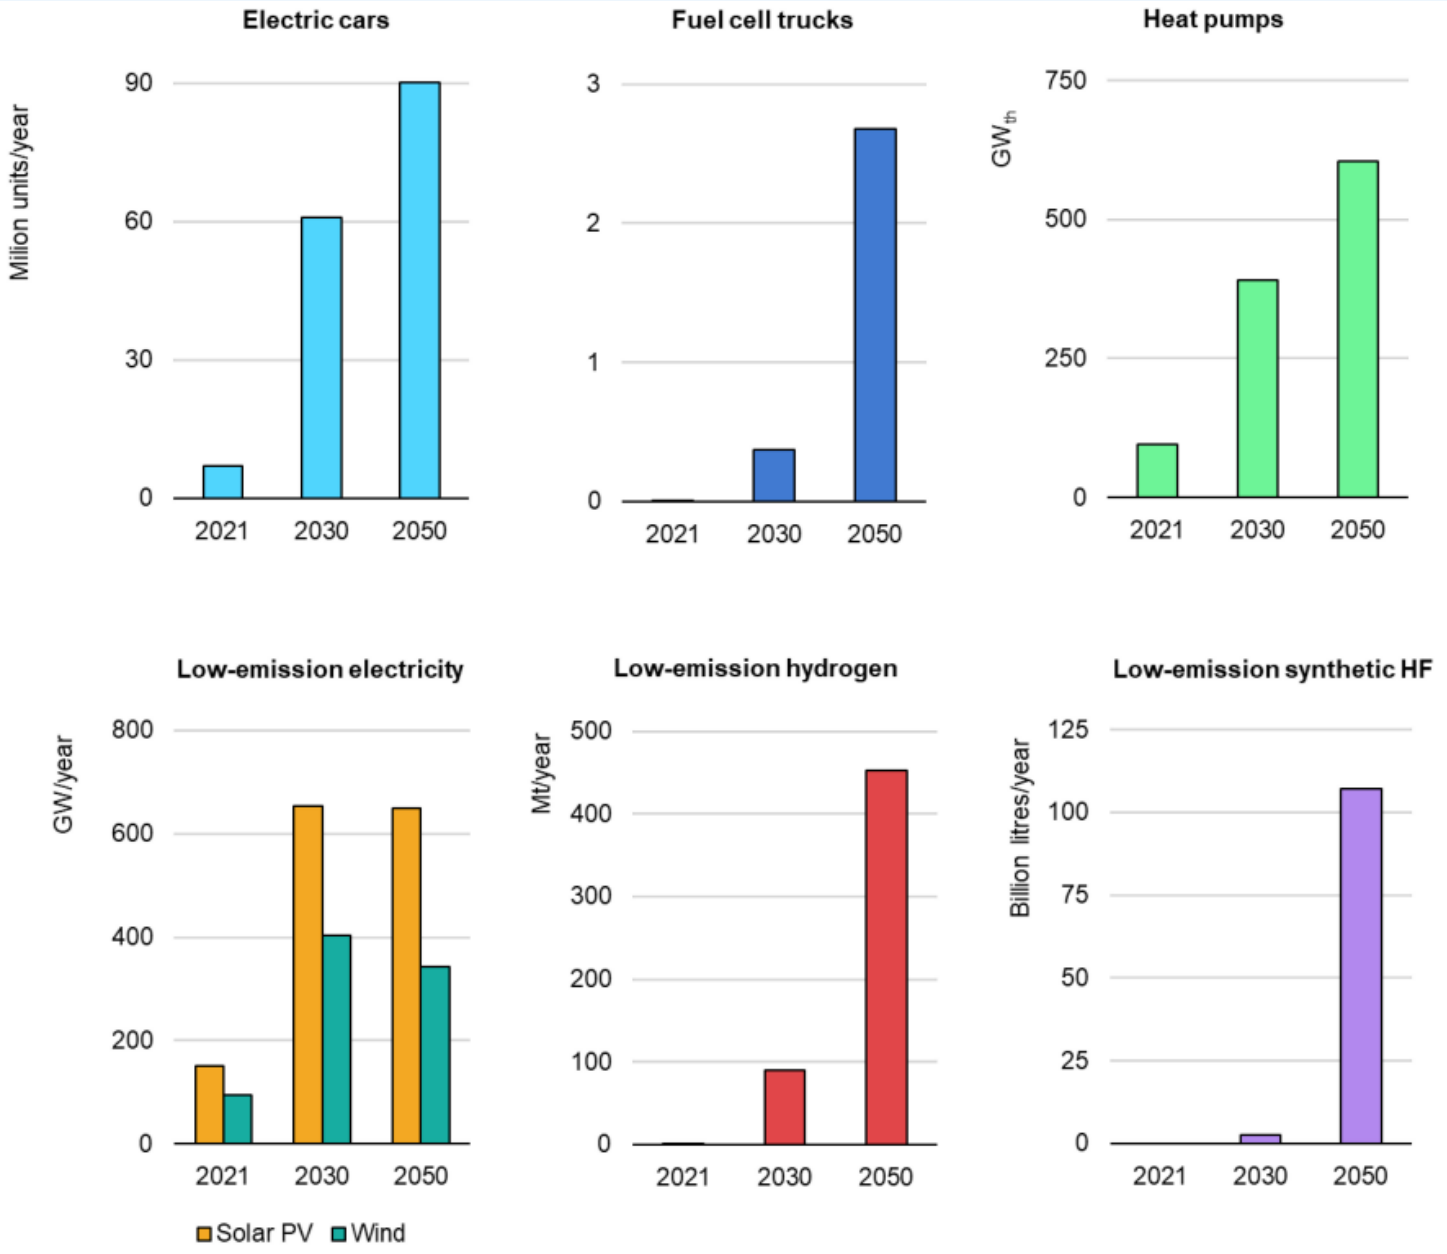 Electric cars
Milion units/year
90
60
30
0
2021 2030 2050
Fuel cell trucks
3
2
1
0
2021 2030 2050
Heat pumps
GWth
750
500
250
0
2021 2030 2050
Low-emission electricity
GW/year
800
600
400
200
0
2021 2030 2050
Solar PV Wind
Low-emission hydrogen
Mt/year
500
400
300
200
100
0
2021 2030 2050
Low-emission synthetic HF
Billion litres/year
125
100
75
50
25
0
2021 2030 2050